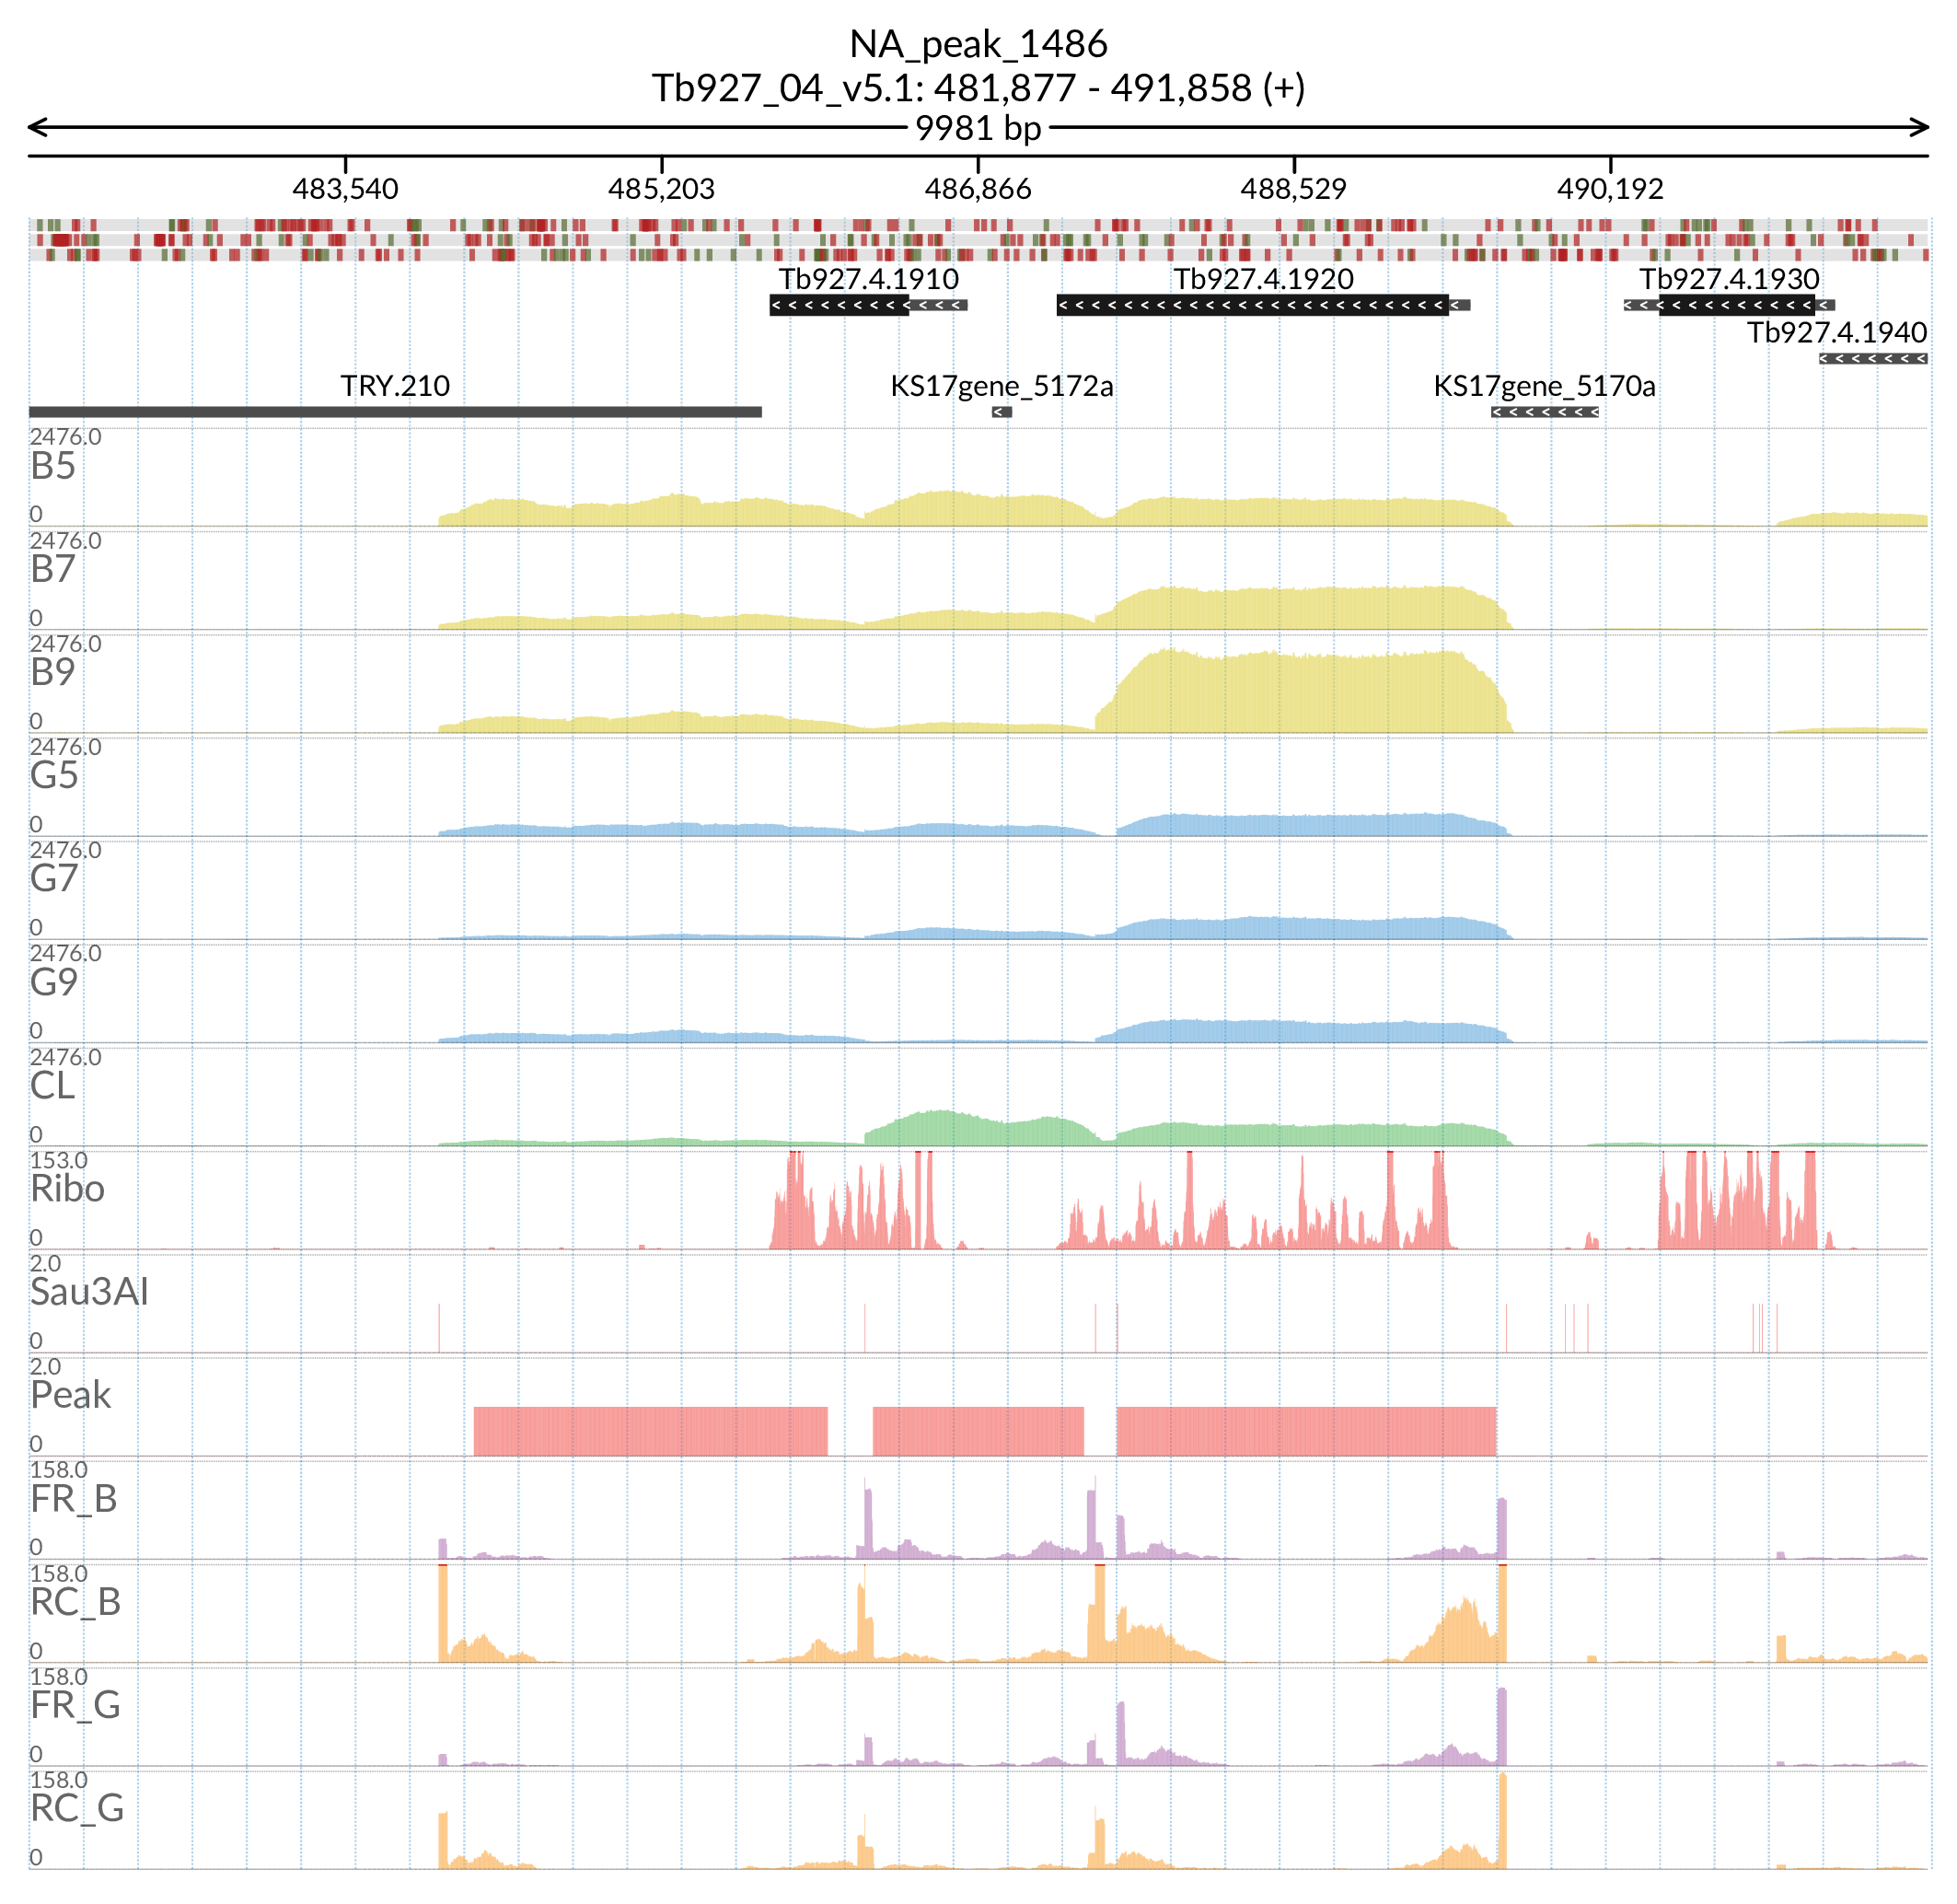 NA_peak_1486
Tb927_04_v5.1: 481,877 - 491,858 (+)
9981 bp
483,540 485,203 486,866 488,529 490,192
Tb927.4.1910 Tb927.4.1920 Tb927.4.1930
Tb927.4.1940
TRY.210 KS17gene_5172a KS17gene_5170a
2476.0
B5
0
2476.0
B7
0
2476.0
B9
0
2476.0
G5
0
2476.0
G7
0
2476.0
G9
0
2476.0
CL
0
153.0
Ribo
0
2.0
Sau3AI
0
2.0
Peak
0
158.0
FR_B
0
158.0
RC_B
0
158.0
FR_G
0
158.0
RC_G
0